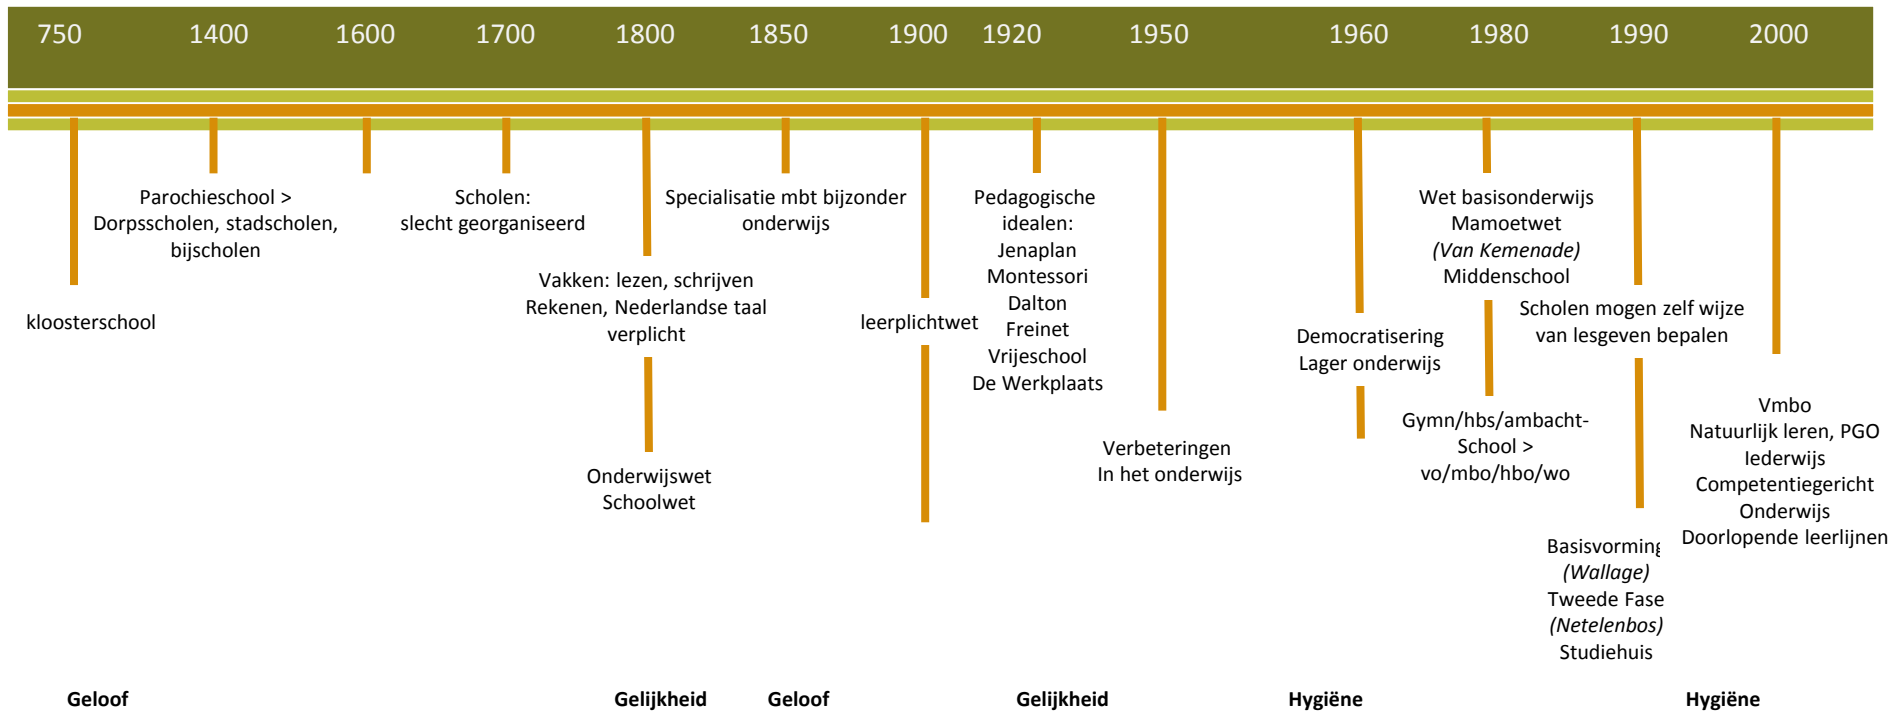 750 1400 1600 1700 1800 1850 1900 1920 1950 1960 1980 1990 2000
kloosterschool
Parochieschool >
Dorpsscholen, stadscholen,
bijscholen
Scholen:
slecht georganiseerd
Vakken: lezen, schrijven
Rekenen, Nederlandse taal
verplicht
Onderwijswet
Schoolwet
Specialisatie mbt bijzonder
onderwijs
leerplichtwet
Pedagogische
idealen:
Jenaplan
Montessori
Dalton
Freinet
Vrijeschool
De Werkplaats
Verbeteringen
In het onderwijs
Democratisering
Lager onderwijs
Wet basisonderwijs
Mamoetwet
(Van Kemenade)
Middenschool
Gymn/hbs/ambacht-
School >
vo/mbo/hbo/wo
Scholen mogen zelf wijze
van lesgeven bepalen
Basisvorming
(Wallage)
Tweede Fase
(Netelenbos)
Studiehuis
Vmbo
Natuurlijk leren, PGO
Iederwijs
Competentiegericht
Onderwijs
Doorlopende leerlijnen
Geloof Gelijkheid Geloof Gelijkheid Hygiëne Hygiëne